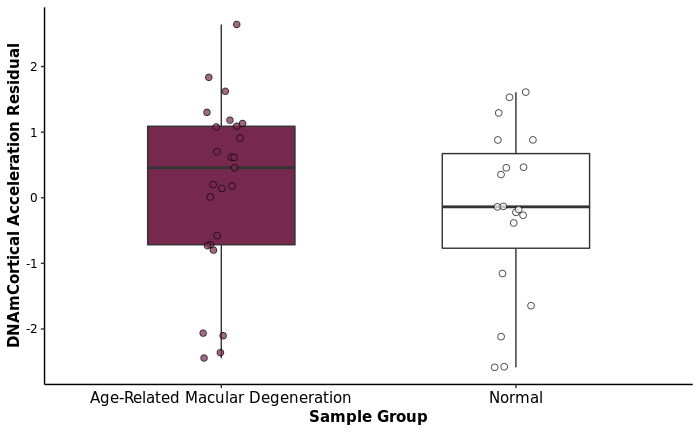 DNAmCortical Acceleration Residual
2
1
0
-1
-2
Age-Related Macular Degeneration
Normal
Sample Group